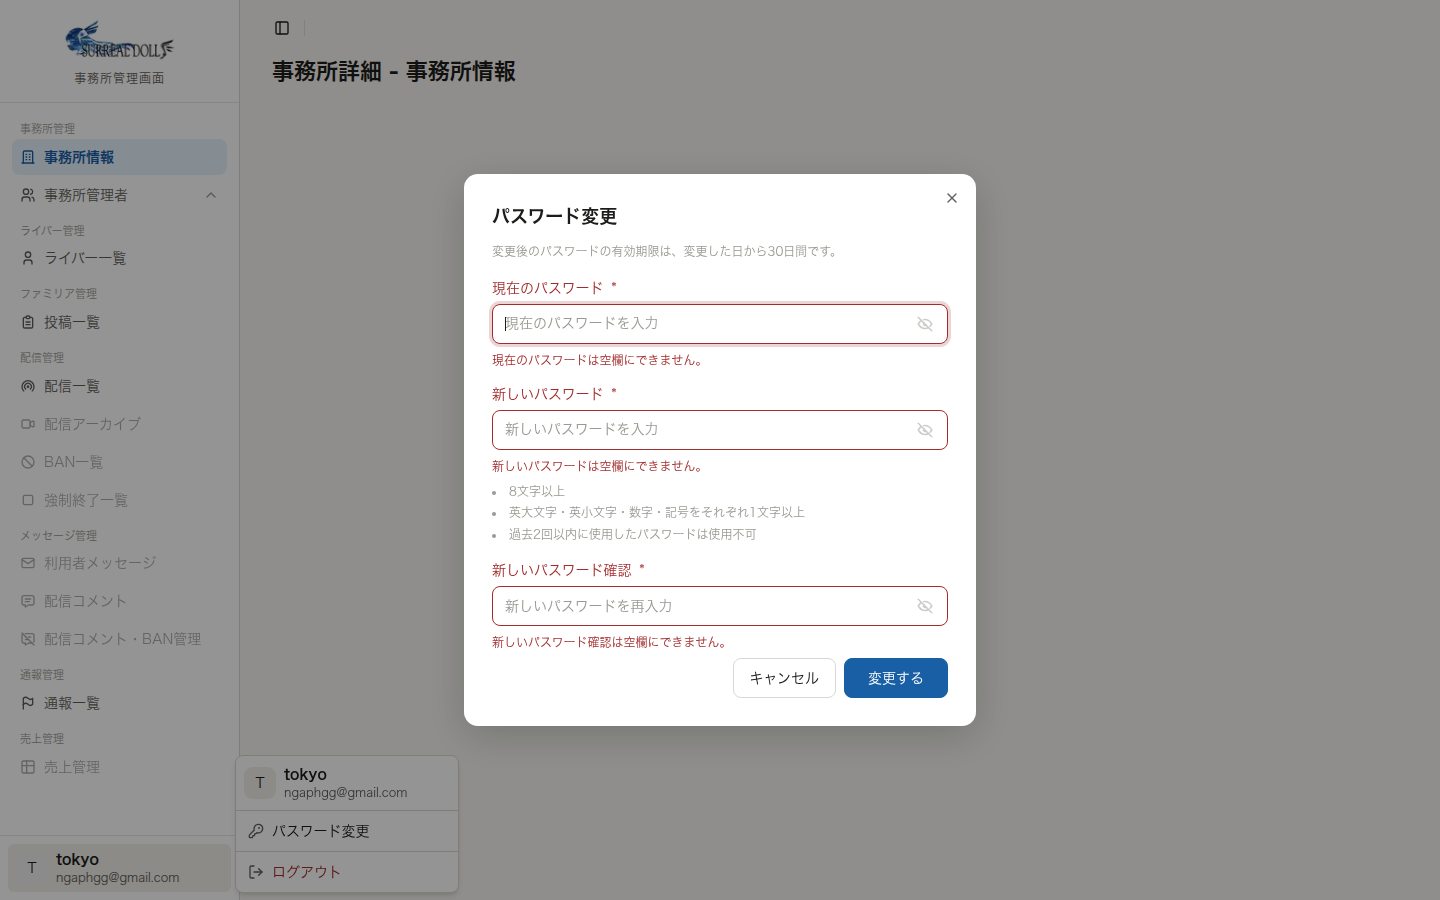 SURREAL DOLLS
事務所管理画面
事務所管理
事務所情報
事務所管理者
ライバー管理
ライバー一覧
ファミリア管理
投稿一覧
配信管理
配信一覧
配信アーカイブ
BAN一覧
強制終了一覧
メッセージ管理
利用者メッセージ
配信コメント
配信コメント・BAN管理
通報管理
通報一覧
売上管理
売上管理
T
tokyo
ngaphgg@gmail.com
事務所詳細 - 事務所情報
T
tokyo
ngaphgg@gmail.com
パスワード変更
ログアウト
パスワード変更
変更後のパスワードの有効期限は、変更した日から30日間です。
現在のパスワード *
現在のパスワードを入力
現在のパスワードは空欄にできません。
新しいパスワード *
新しいパスワードを入力
新しいパスワードは空欄にできません。
• 8文字以上
• 英大文字・英小文字・数字・記号をそれぞれ1文字以上
• 過去2回以内に使用したパスワードは使用不可
新しいパスワード確認 *
新しいパスワードを再入力
新しいパスワード確認は空欄にできません。
キャンセル
変更する